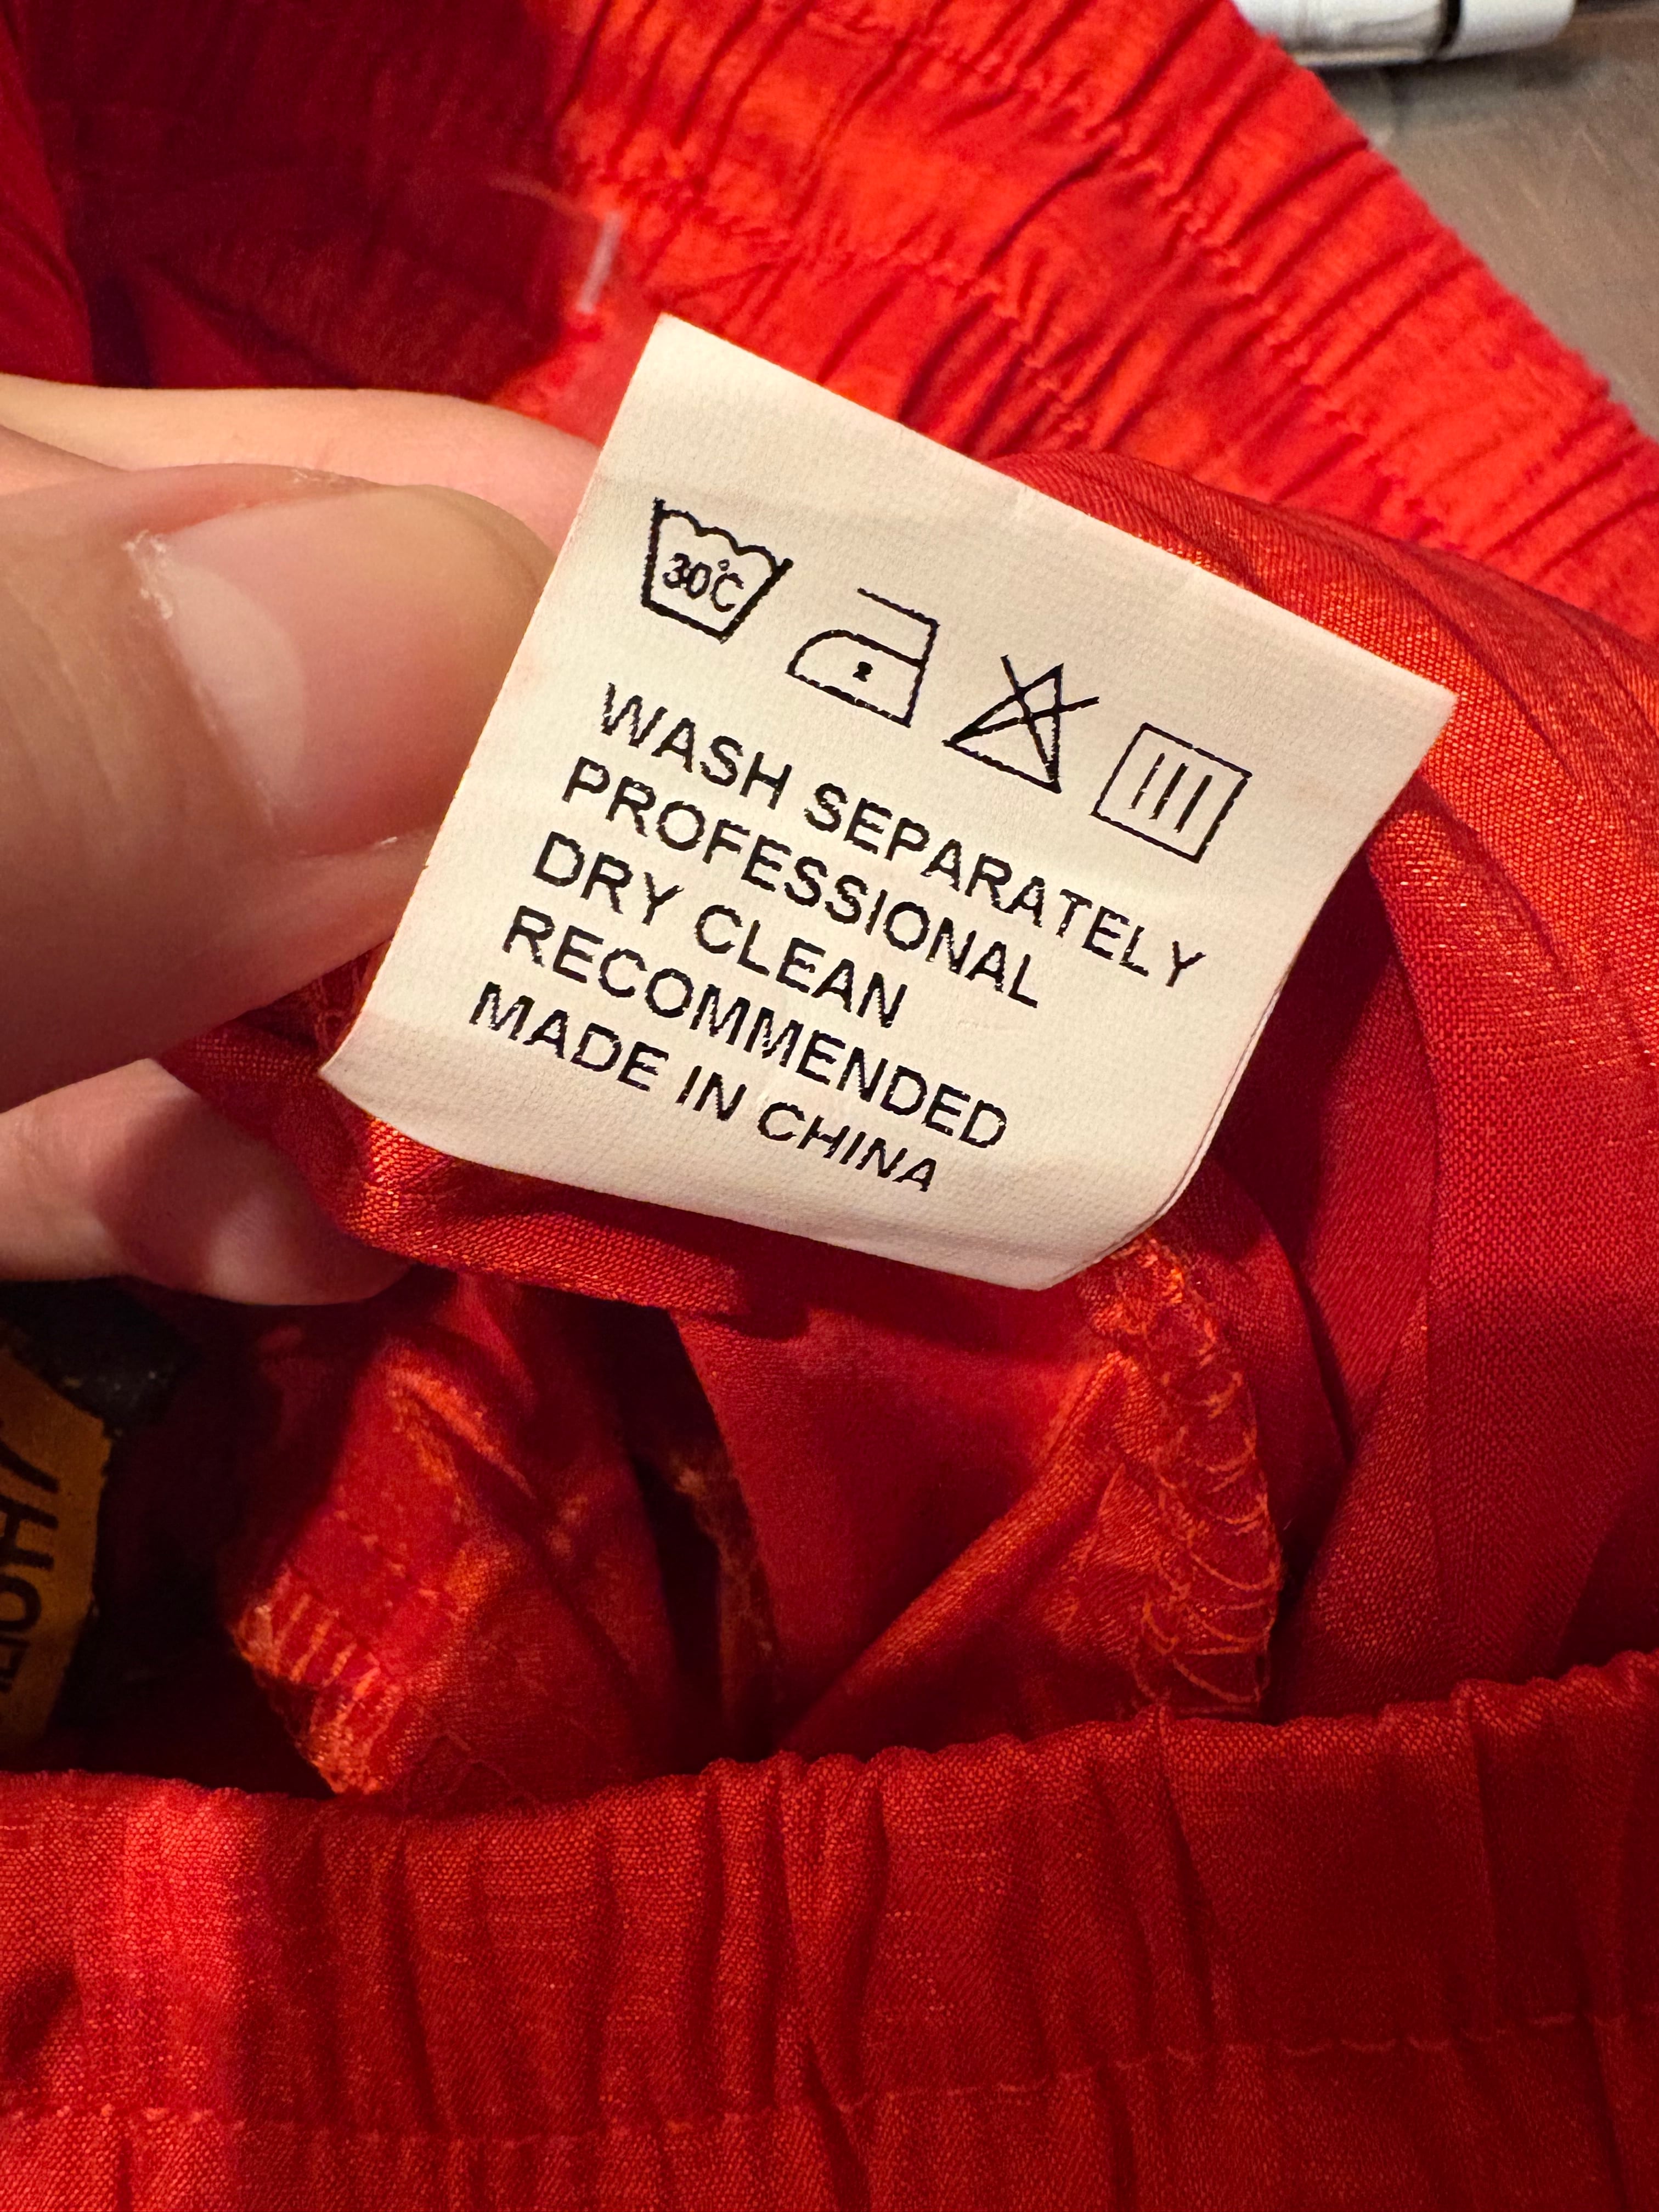 30°C
WASH SEPARATELY
PROFESSIONAL
DRY CLEAN
RECOMMENDED
MADE IN CHINA